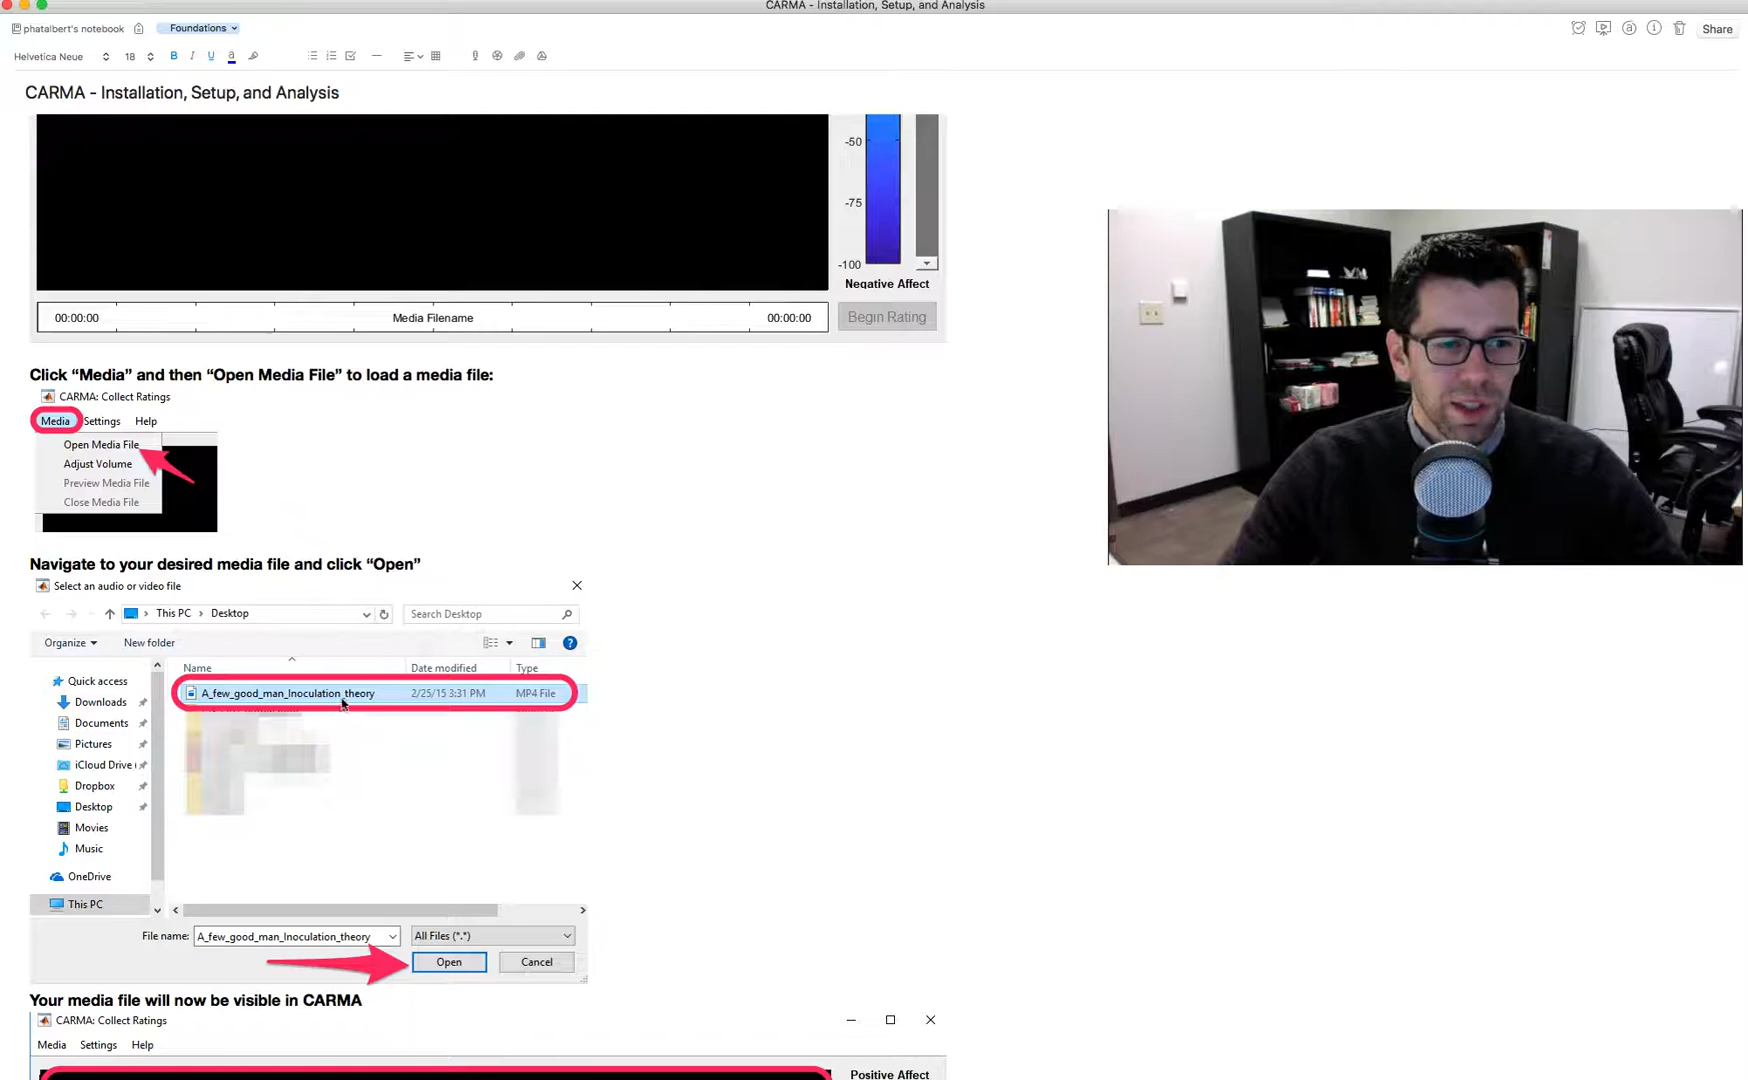 CARMA - Installation, Setup, and Analysis
phatalbert's notebook
Foundations
Share
Helvetica Neue
18
B I U a
CARMA - Installation, Setup, and Analysis
-50
-75
-100
Negative Affect
00:00:00 Media Filename 00:00:00
Begin Rating
Click “Media” and then “Open Media File” to load a media file:
CARMA: Collect Ratings
Media Settings Help
Open Media File
Adjust Volume
Preview Media File
Close Media File
Navigate to your desired media file and click “Open”
Select an audio or video file
This PC > Desktop
Search Desktop
Organize
New folder
Name Date modified Type
A_few_good_man_Inoculation_theory 2/25/15 3:31 PM MP4 File
Quick access
Downloads
Documents
Pictures
iCloud Drive
Dropbox
Desktop
Movies
Music
OneDrive
This PC
File name: A_few_good_man_Inoculation_theory All Files (*.*)
Open Cancel
Your media file will now be visible in CARMA
CARMA: Collect Ratings
Media Settings Help
Positive Affect